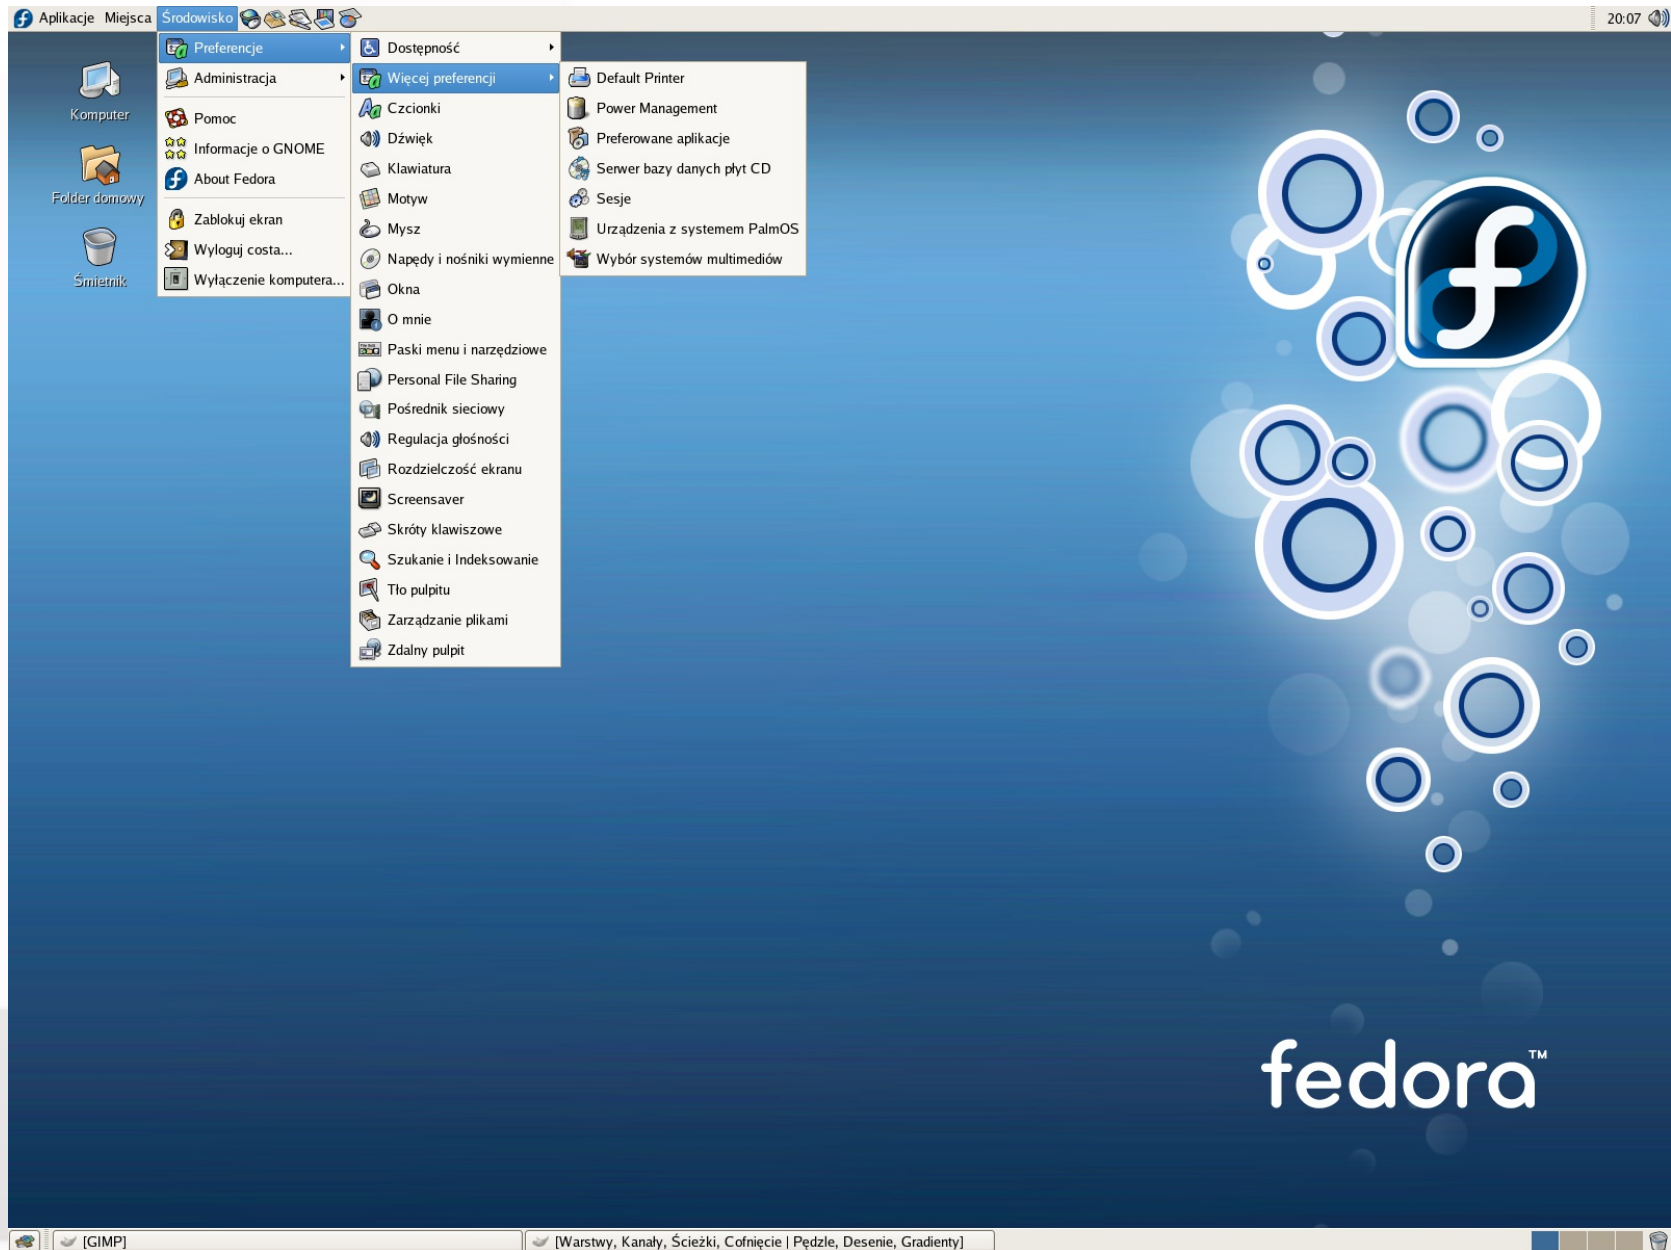 Aplikacje Miejsca Środowisko 20:07
Komputer
Folder domowy
Śmietnik
Preferencje
Administracja
Pomoc
Informacje o GNOME
About Fedora
Zablokuj ekran
Wyloguj costa...
Wyłączenie komputera...
Dostępność
Więcej preferencji
Czcionki
Dźwięk
Klawiatura
Motyw
Mysz
Napędy i nośniki wymienne
Okna
O mnie
Paski menu i narzędziowe
Personal File Sharing
Pośrednik sieciowy
Regulacja głośności
Rozdzielczość ekranu
Screensaver
Skróty klawiszowe
Szukanie i Indeksowanie
Tło pulpitu
Zarządzanie plikami
Zdalny pulpit
Default Printer
Power Management
Preferowane aplikacje
Serwer bazy danych płyt CD
Sesje
Urządzenia z systemem PalmOS
Wybór systemów multimediów
fedora™
[GIMP]
[Warstwy, Kanały, Ścieżki, Cofnięcie | Pędzle, Desenie, Gradienty]